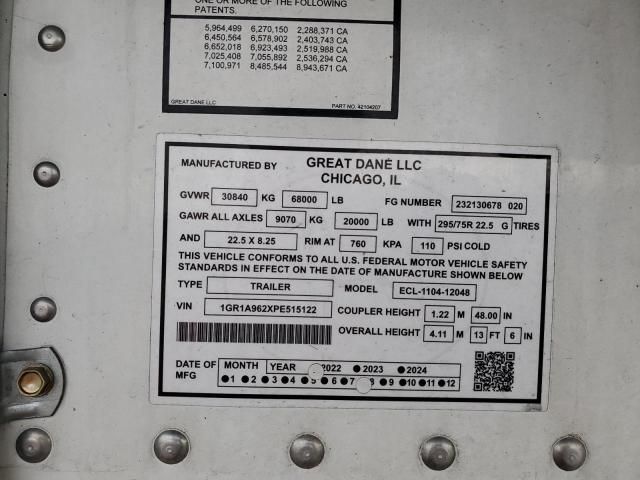 ONE OR MORE OF THE FOLLOWING
PATENTS.
5,964,499 6,270,150 2,288,371 CA
6,450,564 6,578,902 2,403,743 CA
6,652,018 6,923,493 2,519,988 CA
7,025,408 7,055,892 2,536,294 CA
7,100,971 8,485,544 8,943,671 CA
GREAT DANE LLC PART NO. 42104207
MANUFACTURED BY GREAT DANE LLC
CHICAGO, IL
GVWR 30840 KG 68000 LB FG NUMBER 232130678 020
GAWR ALL AXLES 9070 KG 20000 LB WITH 295/75R 22.5 G TIRES
AND 22.5 X 8.25 RIM AT 760 KPA 110 PSI COLD
THIS VEHICLE CONFORMS TO ALL U.S. FEDERAL MOTOR VEHICLE SAFETY
STANDARDS IN EFFECT ON THE DATE OF MANUFACTURE SHOWN BELOW
TYPE TRAILER MODEL ECL-1104-12048
VIN 1GR1A962XPE515122 COUPLER HEIGHT 1.22 M 48.00 IN
OVERALL HEIGHT 4.11 M 13 FT 6 IN
DATE OF MFG MONTH YEAR 2022 2023 2024
1 2 3 4 5 6 7 8 9 10 11 12